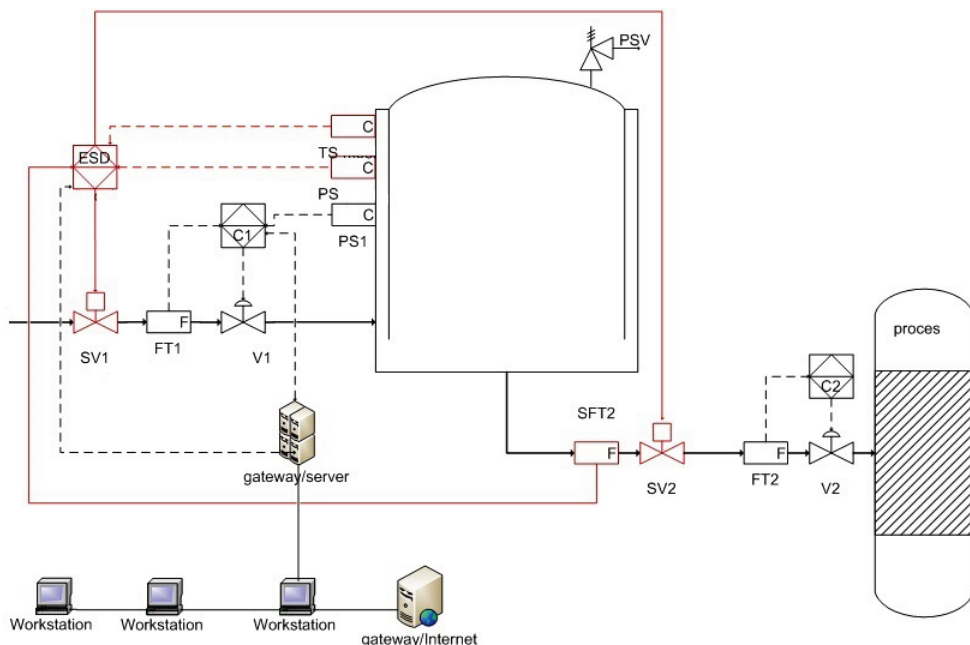 PSV
C
ESD
TS
C
PS
C
C1
PS1
F
SV1
FT1
V1
proces
C2
SFT2
F
F
SV2
FT2
V2
gateway/server
Workstation
Workstation
Workstation
gateway/Internet